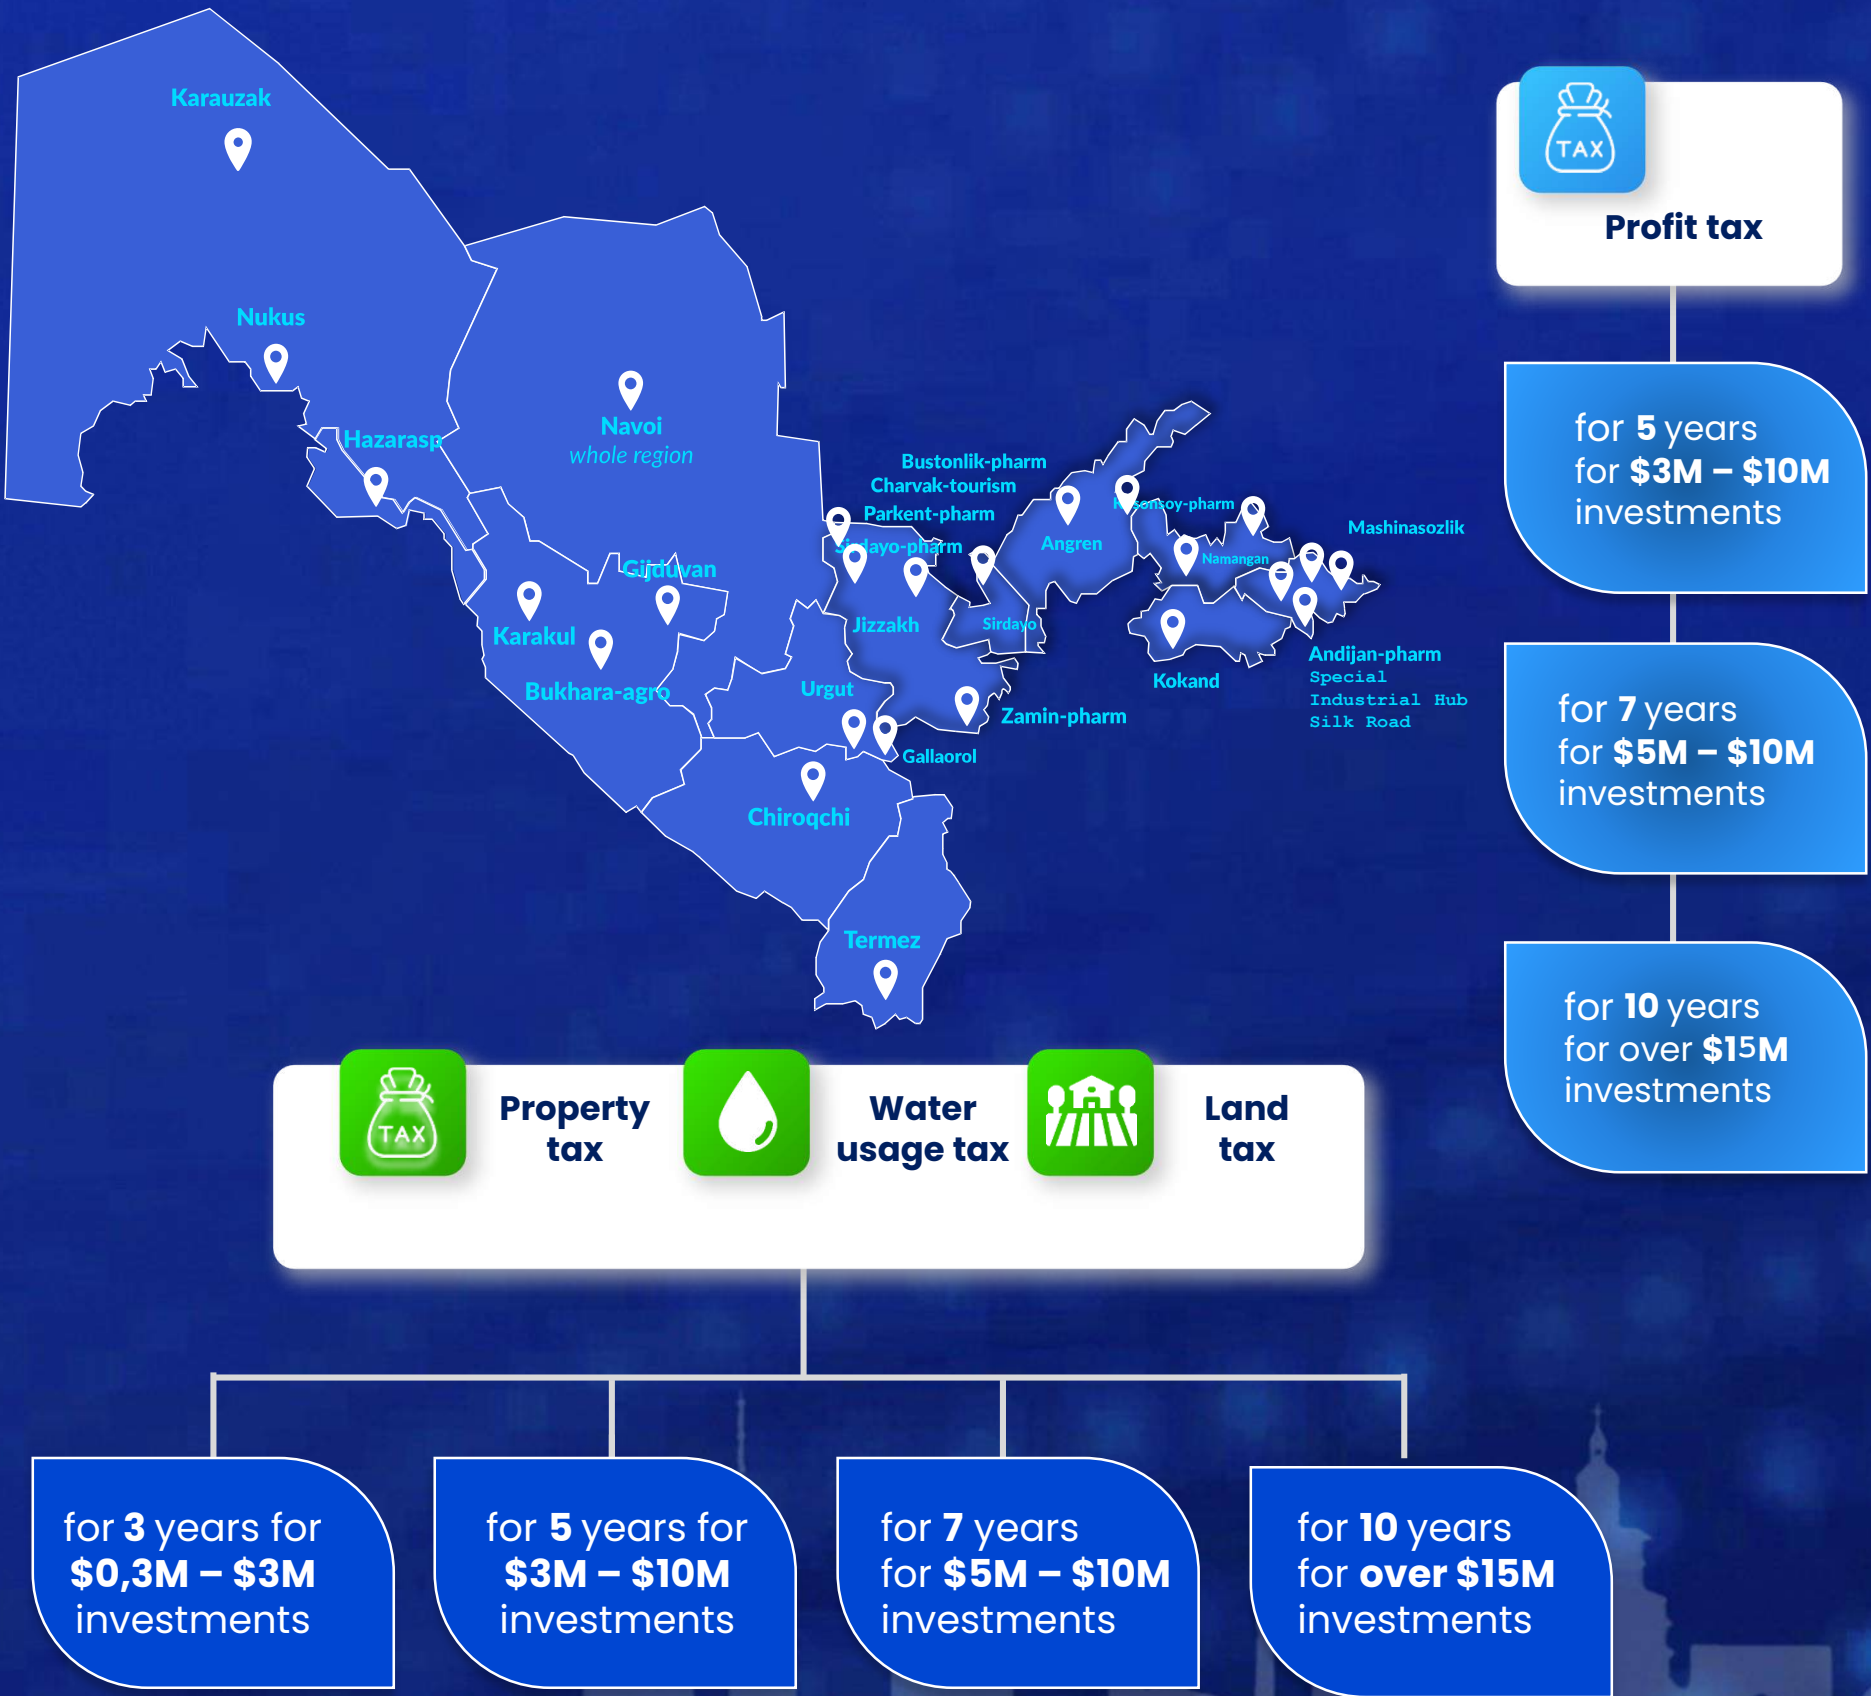 Karauzak
Nukus
Hazarasp
Navoi
whole region
Bustonlik-pharm
Charvak-tourism
Parkent-pharm
Sirdayo-pharm
Angren
Kosonsoy-pharm
Namangan
Mashinasozlik
Gijduvan
Karakul
Bukhara-agro
Jizzakh
Sirdayo
Urgut
Zamin-pharm
Gallaorol
Kokand
Andijan-pharm
Special
Industrial Hub
Silk Road
Chiroqchi
Termez
TAX
Profit tax
for 5 years
for $3M – $10M
investments
for 7 years
for $5M – $10M
investments
for 10 years
for over $15M
investments
TAX
Property
tax
Water
usage tax
Land
tax
for 3 years for
$0,3M – $3M
investments
for 5 years for
$3M – $10M
investments
for 7 years
for $5M – $10M
investments
for 10 years
for over $15M
investments